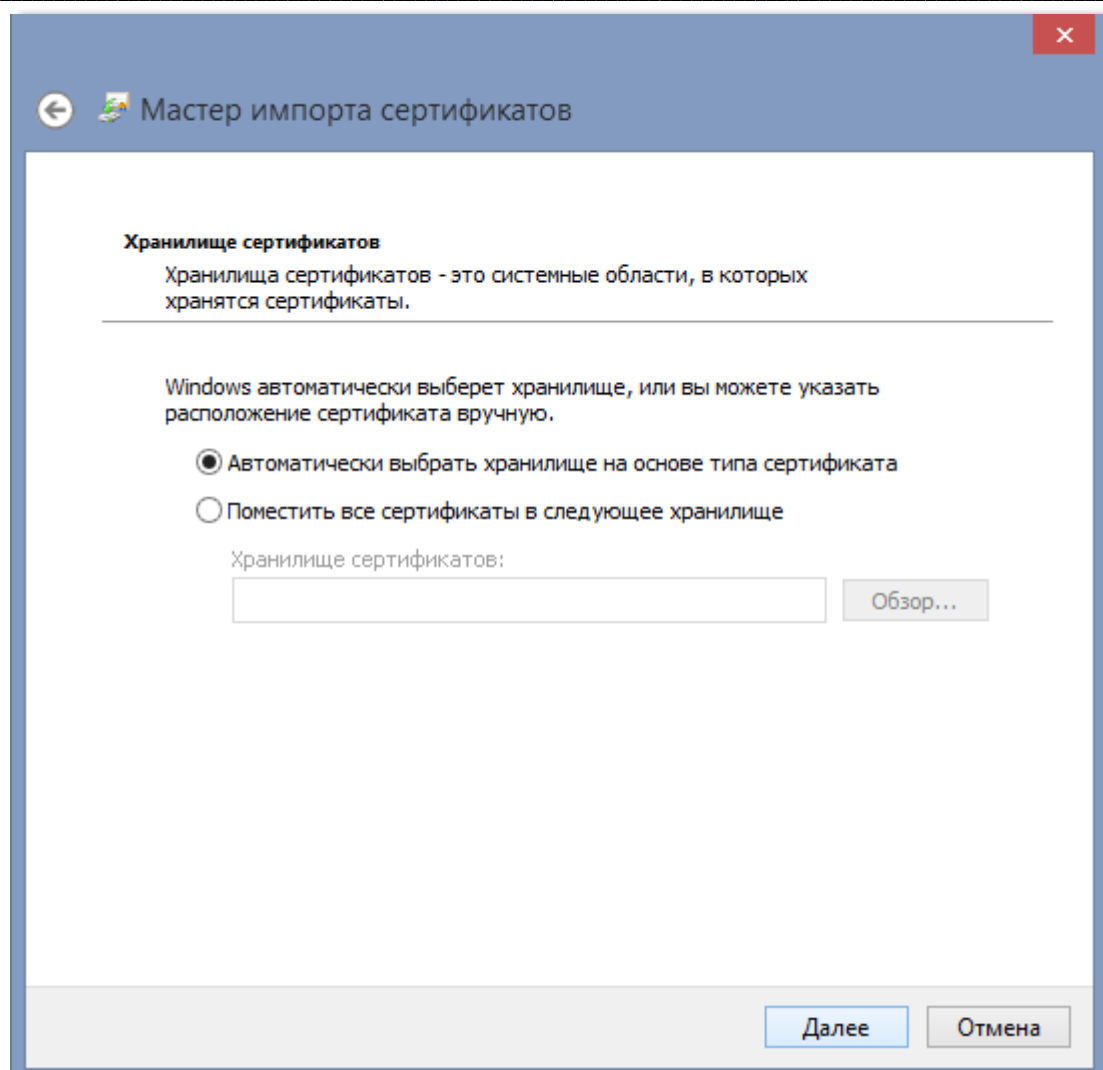 Мастер импорта сертификатов
Хранилище сертификатов
Хранилища сертификатов - это системные области, в которых
хранятся сертификаты.
Windows автоматически выберет хранилище, или вы можете указать
расположение сертификата вручную.
Автоматически выбрать хранилище на основе типа сертификата
Поместить все сертификаты в следующее хранилище
Хранилище сертификатов:
Обзор...
Далее Отмена